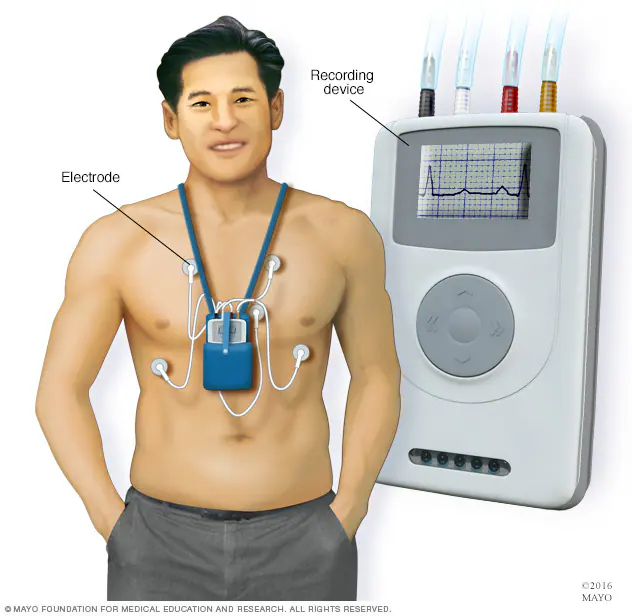 Recording
device
Electrode
©2016
MAYO
© MAYO FOUNDATION FOR MEDICAL EDUCATION AND RESEARCH. ALL RIGHTS RESERVED.